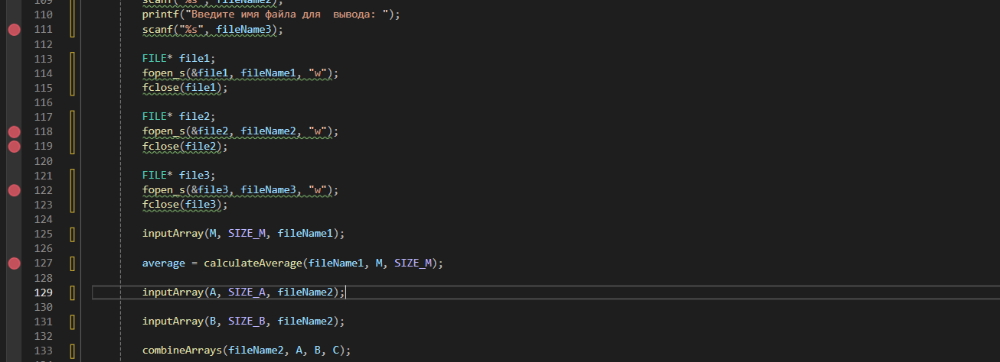 109 scanf("%s", fileName2);
110 printf("Введите имя файла для  вывода: ");
111 scanf("%s", fileName3);
112
113 FILE* file1;
114 fopen_s(&file1, fileName1, "w");
115 fclose(file1);
116
117 FILE* file2;
118 fopen_s(&file2, fileName2, "w");
119 fclose(file2);
120
121 FILE* file3;
122 fopen_s(&file3, fileName3, "w");
123 fclose(file3);
124
125 inputArray(M, SIZE_M, fileName1);
126
127 average = calculateAverage(fileName1, M, SIZE_M);
128
129 inputArray(A, SIZE_A, fileName2);
130
131 inputArray(B, SIZE_B, fileName2);
132
133 combineArrays(fileName2, A, B, C);